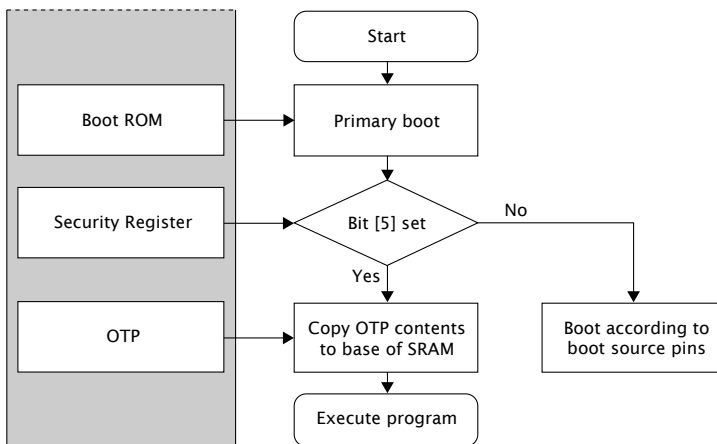 Start
Boot ROM
Primary boot
Security Register
Bit [5] set
No
Yes
OTP
Copy OTP contents
to base of SRAM
Boot according to
boot source pins
Execute program